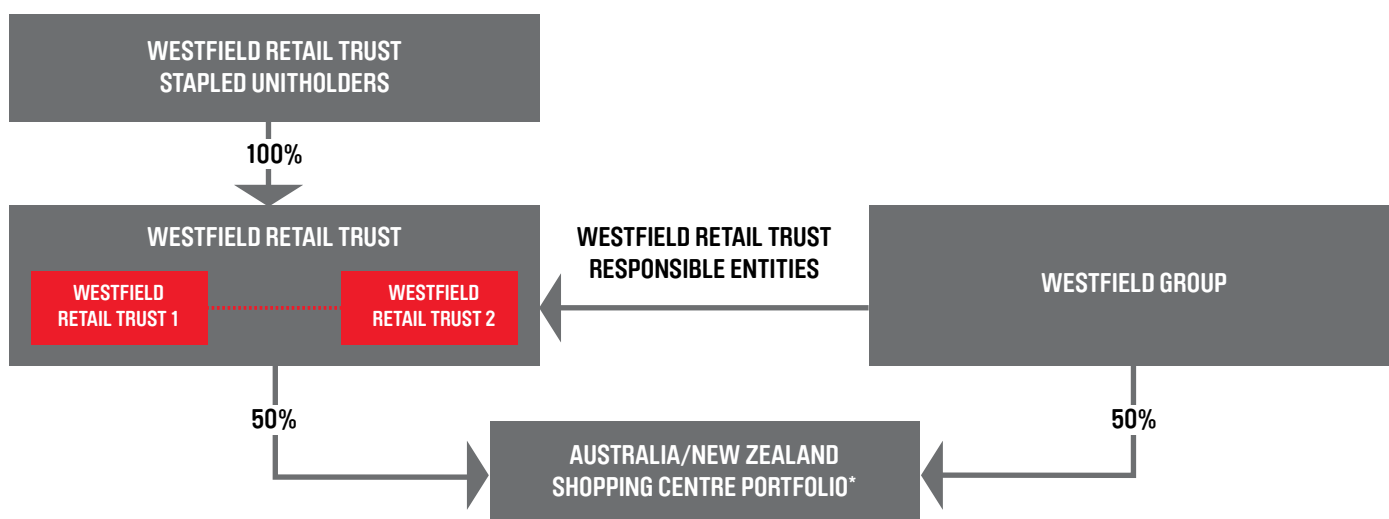 WESTFIELD RETAIL TRUST
STAPLED UNITHOLDERS
100%
WESTFIELD RETAIL TRUST
WESTFIELD
RETAIL TRUST 1
WESTFIELD
RETAIL TRUST 2
WESTFIELD RETAIL TRUST
RESPONSIBLE ENTITIES
WESTFIELD GROUP
50%
50%
AUSTRALIA/NEW ZEALAND
SHOPPING CENTRE PORTFOLIO*